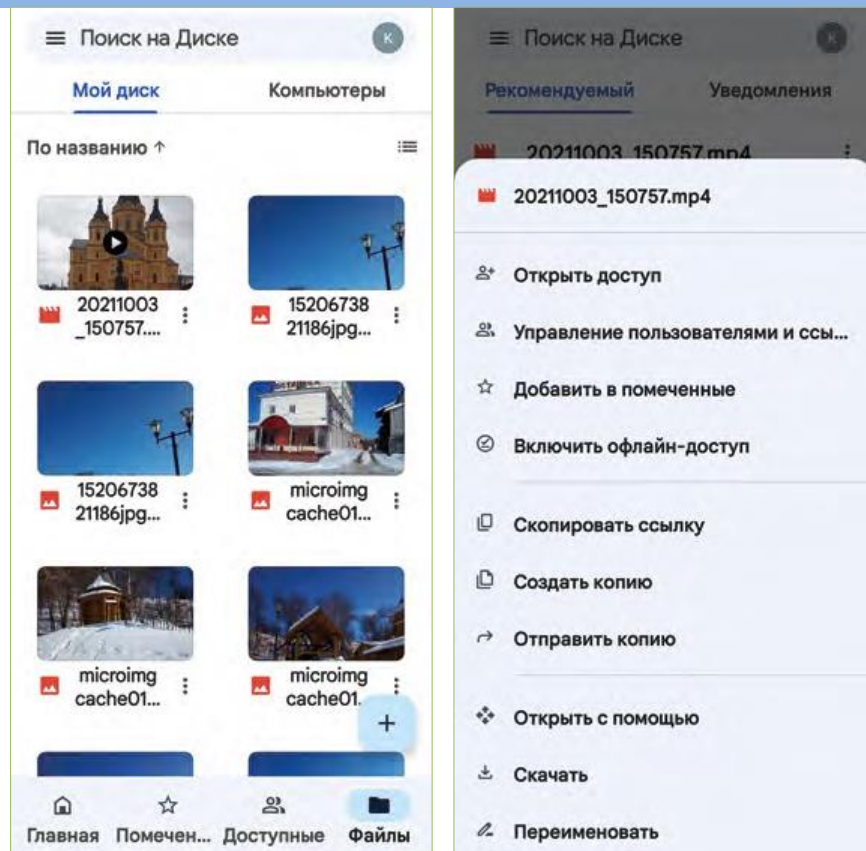 Поиск на Диске
К
Мой диск
Компьютеры
По названию ↑
20211003
_150757....
15206738
21186jpg...
15206738
21186jpg...
microimg
cache01...
microimg
cache01...
microimg
cache01.
Главная
Помечен...
Доступные
Файлы
Поиск на Диске
К
Рекомендуемый
Уведомления
20211003_150757.mp4
20211003_150757.mp4
Открыть доступ
Управление пользователями и ссы...
Добавить в помеченные
Включить офлайн-доступ
Скопировать ссылку
Создать копию
Отправить копию
Открыть с помощью
Скачать
Переименовать